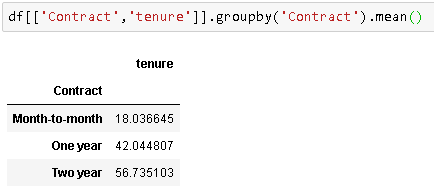 df[['Contract','tenure']].groupby('Contract').mean()
tenure
Contract
Month-to-month 18.036645
One year 42.044807
Two year 56.735103